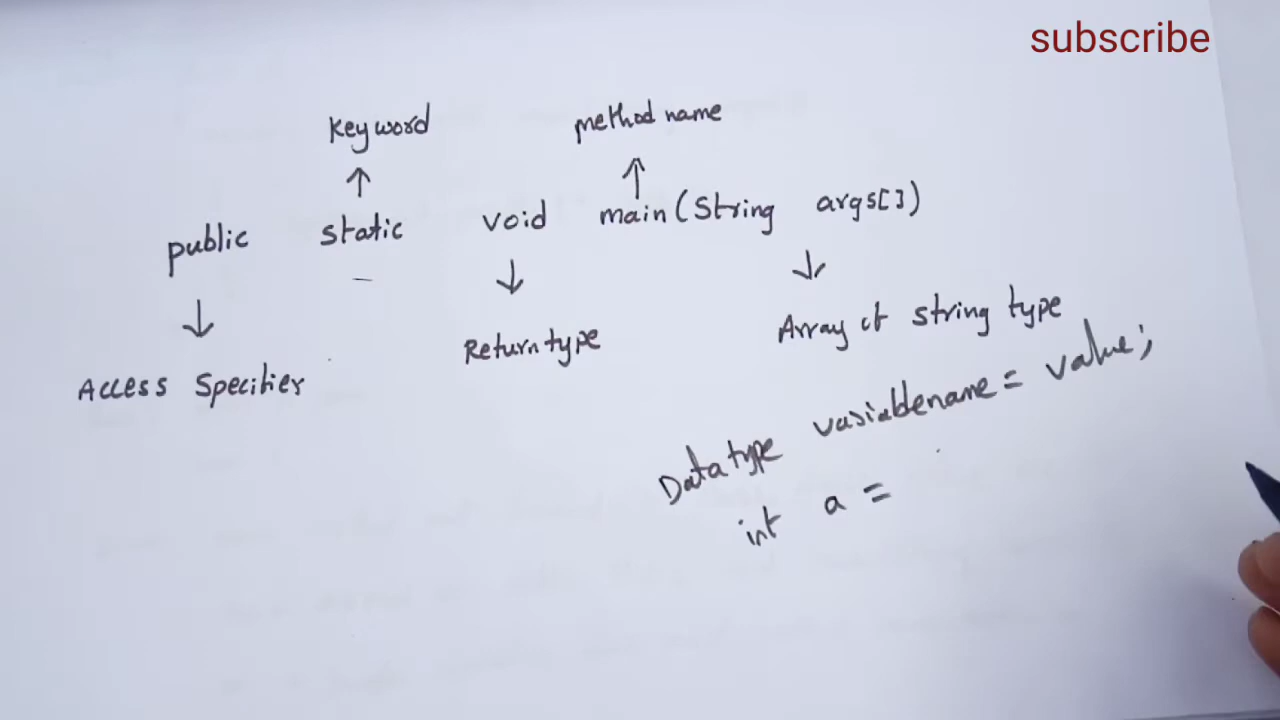 subscribe
keyword method name
public static void main(String args[])
Access Specifier Return type Array of string type
Datatype variablename = value;
int a =